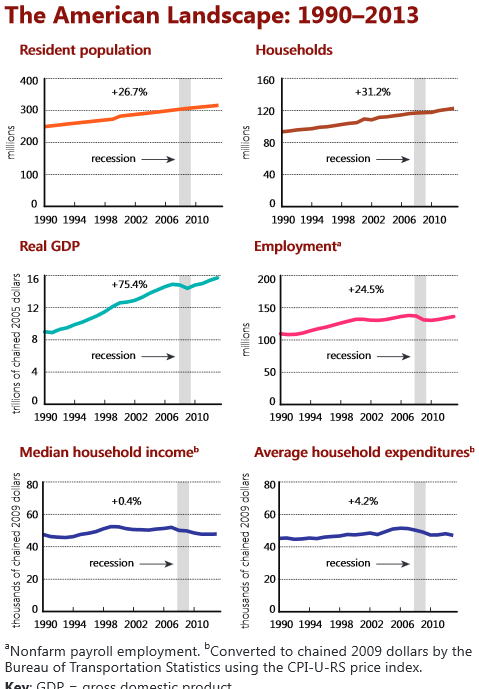 The American Landscape: 1990–2013
Resident population
millions
400
300
200
100
0
+26.7%
recession
1990 1994 1998 2002 2006 2010
Households
millions
160
120
80
40
0
+31.2%
recession
1990 1994 1998 2002 2006 2010
Real GDP
trillions of chained 2005 dollars
16
12
8
4
0
+75.4%
recession
1990 1994 1998 2002 2006 2010
Employmentᵃ
millions
200
150
100
50
0
+24.5%
recession
1990 1994 1998 2002 2006 2010
Median household incomeᵇ
thousands of chained 2009 dollars
80
60
40
20
0
+0.4%
recession
1990 1994 1998 2002 2006 2010
Average household expendituresᵇ
thousands of chained 2009 dollars
80
60
40
20
0
+4.2%
recession
1990 1994 1998 2002 2006 2010
ᵃNonfarm payroll employment. ᵇConverted to chained 2009 dollars by the
Bureau of Transportation Statistics using the CPI-U-RS price index.
Key: GDP = gross domestic product